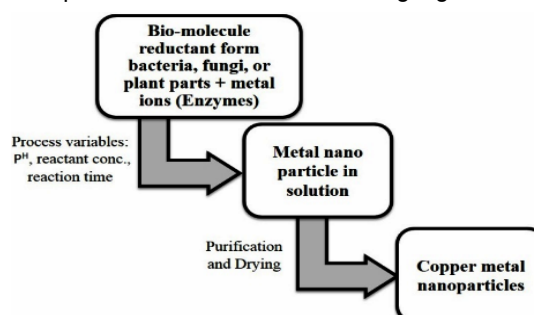 Bio-molecule
reductant form
bacteria, fungi, or
plant parts + metal
ions (Enzymes)
Process variables:
pH, reactant conc.,
reaction time
Metal nano
particle in
solution
Purification
and Drying
Copper metal
nanoparticles